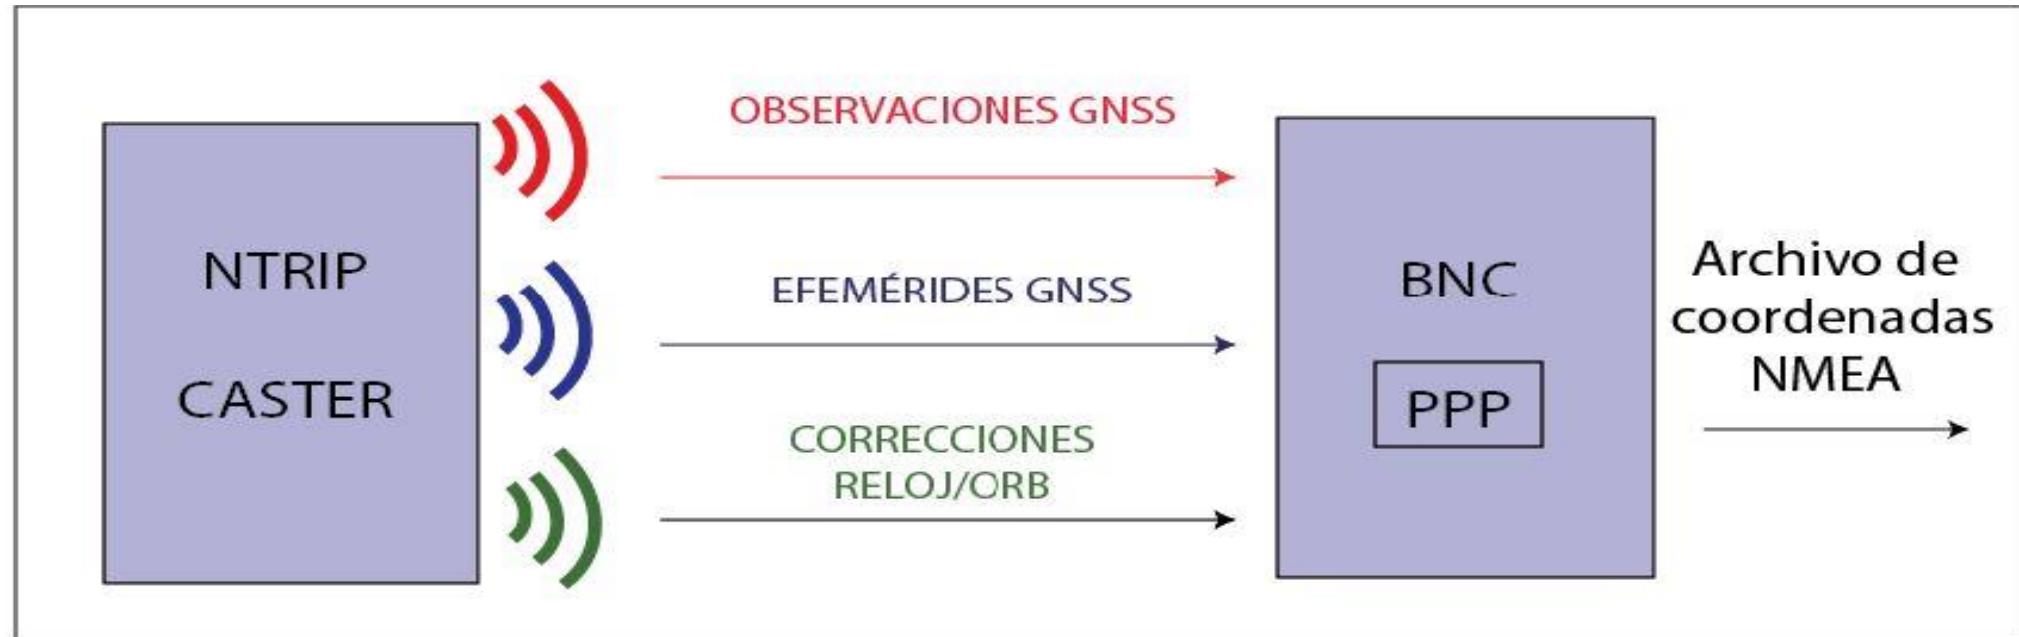 NTRIP
CASTER
OBSERVACIONES GNSS
EFEMÉRIDES GNSS
CORRECCIONES
RELOJ/ORB
BNC
PPP
Archivo de
coordenadas
NMEA